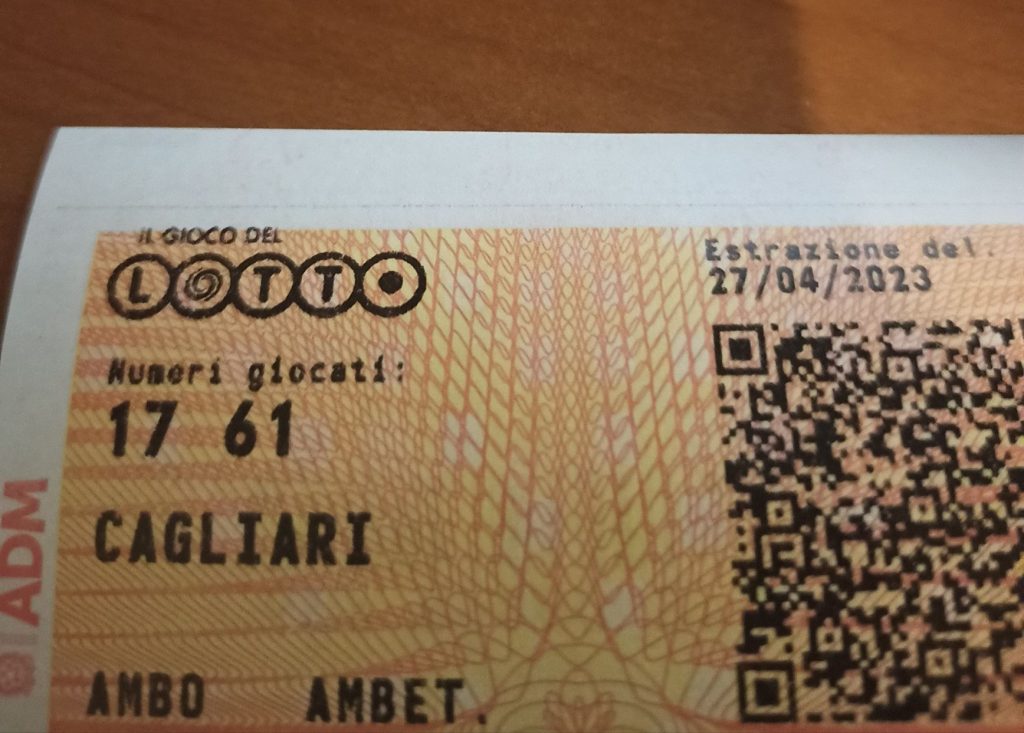 IL GIOCO DEL
LOTTO
Estrazione del
27/04/2023
Numeri giocati:
17 61
CAGLIARI
ADM
AMBO AMBET.